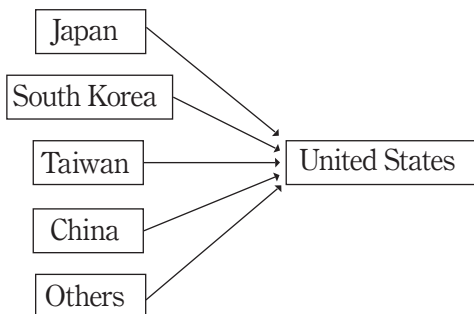 Japan
South Korea
Taiwan
United States
China
Others